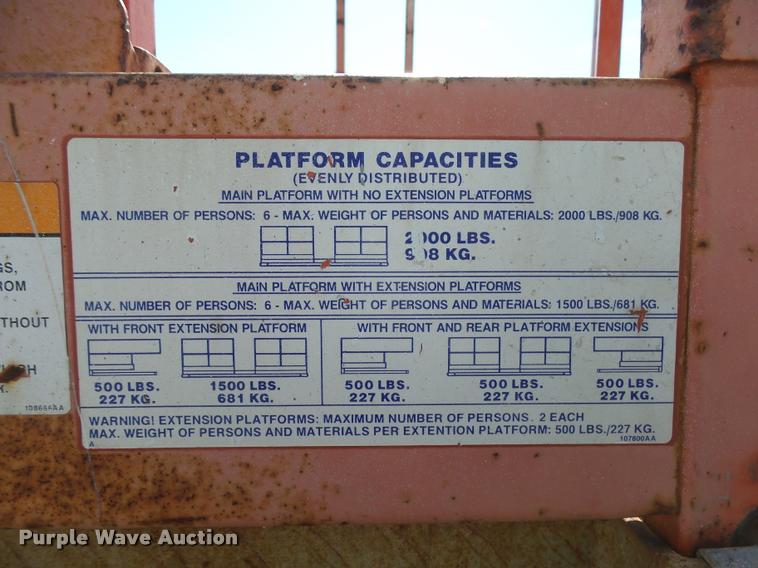 PLATFORM CAPACITIES
(EVENLY DISTRIBUTED)
MAIN PLATFORM WITH NO EXTENSION PLATFORMS
MAX. NUMBER OF PERSONS: 6 - MAX. WEIGHT OF PERSONS AND MATERIALS: 2000 LBS./908 KG.
2000 LBS.
908 KG.
MAIN PLATFORM WITH EXTENSION PLATFORMS
MAX. NUMBER OF PERSONS: 6 - MAX. WEIGHT OF PERSONS AND MATERIALS: 1500 LBS./681 KG.
WITH FRONT EXTENSION PLATFORM
500 LBS. 1500 LBS.
227 KG. 681 KG.
WITH FRONT AND REAR PLATFORM EXTENSIONS
500 LBS. 500 LBS. 500 LBS.
227 KG. 227 KG. 227 KG.
WARNING! EXTENSION PLATFORMS: MAXIMUM NUMBER OF PERSONS 2 EACH
MAX. WEIGHT OF PERSONS AND MATERIALS PER EXTENTION PLATFORM: 500 LBS./227 KG.
A
107800AA
GS,
ROM
THOUT
Purple Wave Auction